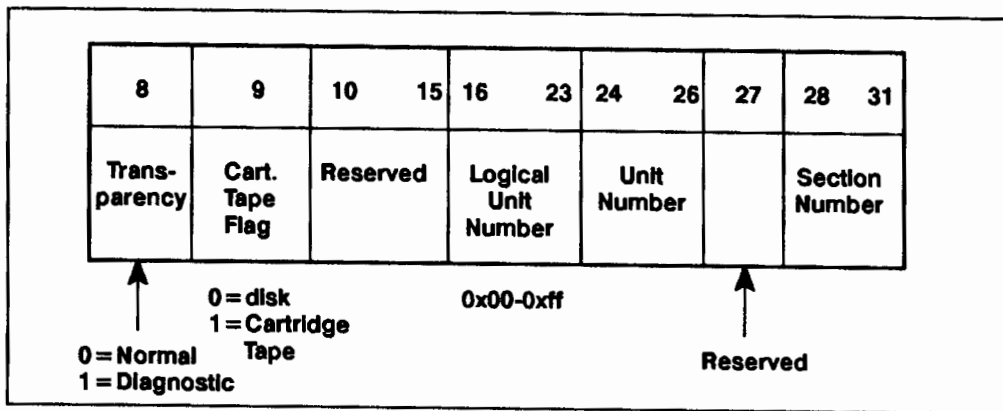 8 9 10 15 16 23 24 26 27 28 31
Trans-
parency
Cart.
Tape
Flag
Reserved
Logical
Unit
Number
Unit
Number
Section
Number
0=disk
1=Cartridge
Tape
0x00-0xff
0=Normal
1=Diagnostic
Reserved